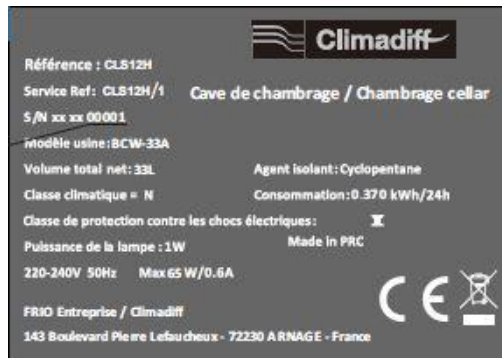 Climadiff
Référence : CLS12H
Service Ref: CLS12H/1 Cave de chambrage / Chambrage cellar
S/N xx xx 00001
Modèle usine:BCW-33A
Volume total net:33L Agent isolant:Cyclopentane
Classe climatique = N Consommation:0.370 kWh/24h
Classe de protection contre les chocs électriques: I
Puissance de la lampe :1W Made in PRC
220-240V 50Hz Max65 W/0.6A
CE
FRIO Entreprise / Climadiff
143 Boulevard Pierre Lefaucheux - 72230 ARNAGE - France